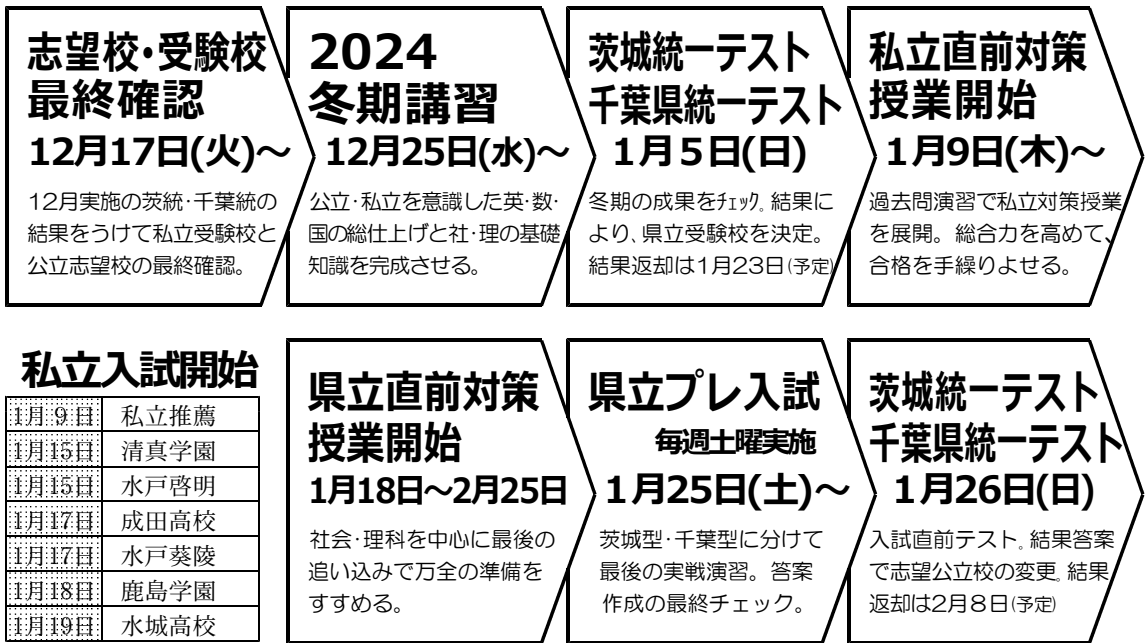 志望校・受験校
最終確認
12月17日(火)～
12月実施の茨統・千葉統の
結果をうけて私立受験校と
公立志望校の最終確認。
2024
冬期講習
12月25日(水)～
公立・私立を意識した英・数・
国の総仕上げと社・理の基礎
知識を完成させる。
茨城統一テスト
千葉県統一テスト
1月5日(日)
冬期の成果をﾁｪｯｸ。結果に
より、県立受験校を決定。
結果返却は1月23日(予定)
私立直前対策
授業開始
1月9日(木)～
過去問演習で私立対策授業
を展開。総合力を高めて、
合格を手繰りよせる。
私立入試開始
1月9日 私立推薦
1月15日 清真学園
1月15日 水戸啓明
1月17日 成田高校
1月17日 水戸葵陵
1月18日 鹿島学園
1月19日 水城高校
県立直前対策
授業開始
1月18日～2月25日
社会・理科を中心に最後の
追い込みで万全の準備を
すすめる。
県立プレ入試
毎週土曜実施
1月25日(土)～
茨城型・千葉型に分けて
最後の実戦演習。答案
作成の最終チェック。
茨城統一テスト
千葉県統一テスト
1月26日(日)
入試直前テスト。結果答案
で志望公立校の変更。結果
返却は2月8日(予定)